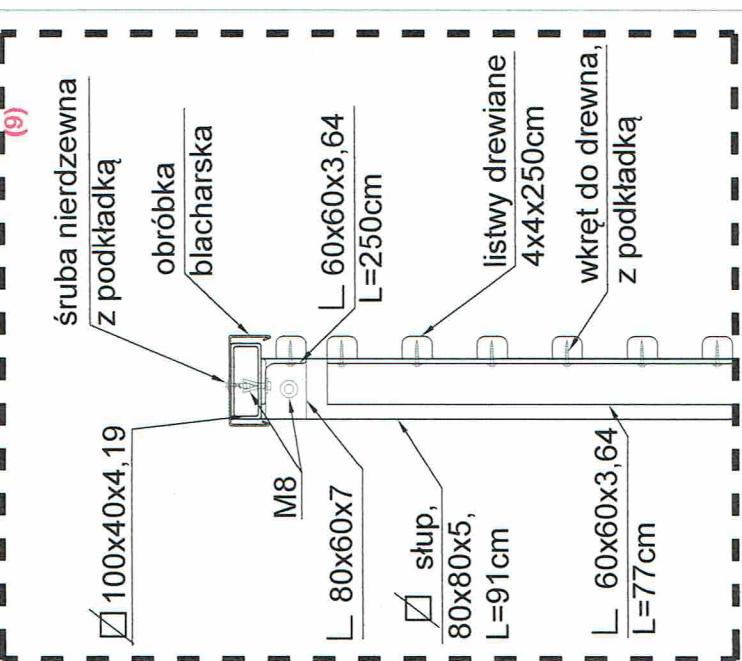 (9)
śruba nierdzewna
z podkładką
obróbka
blacharska
L 60x60x3,64
L=250cm
listwy drewiane
4x4x250cm
wkręt do drewna,
z podkładką
100x40x4,19
M8
L 80x60x7
słup,
80x80x5,
L=91cm
L 60x60x3,64
L=77cm